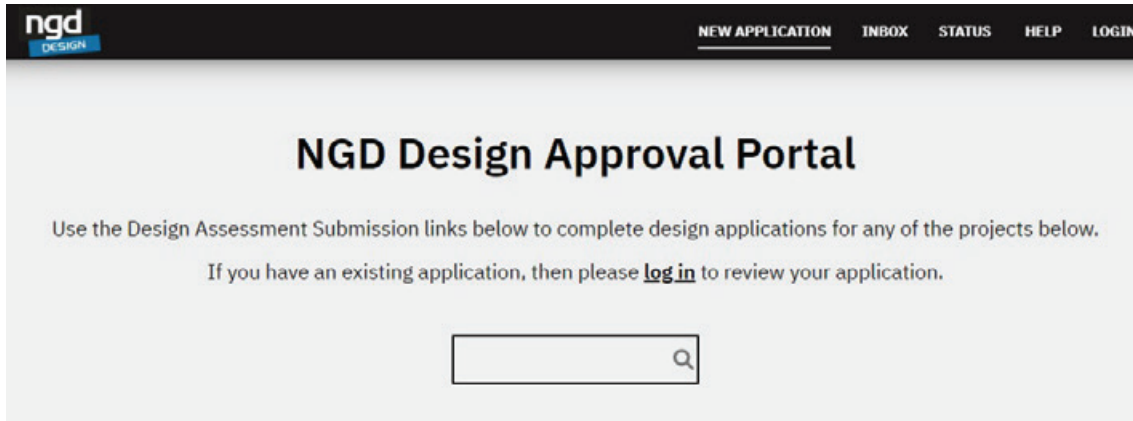 ngd
DESIGN
NEW APPLICATION INBOX STATUS HELP LOGIN
NGD Design Approval Portal
Use the Design Assessment Submission links below to complete design applications for any of the projects below.
If you have an existing application, then please log in to review your application.